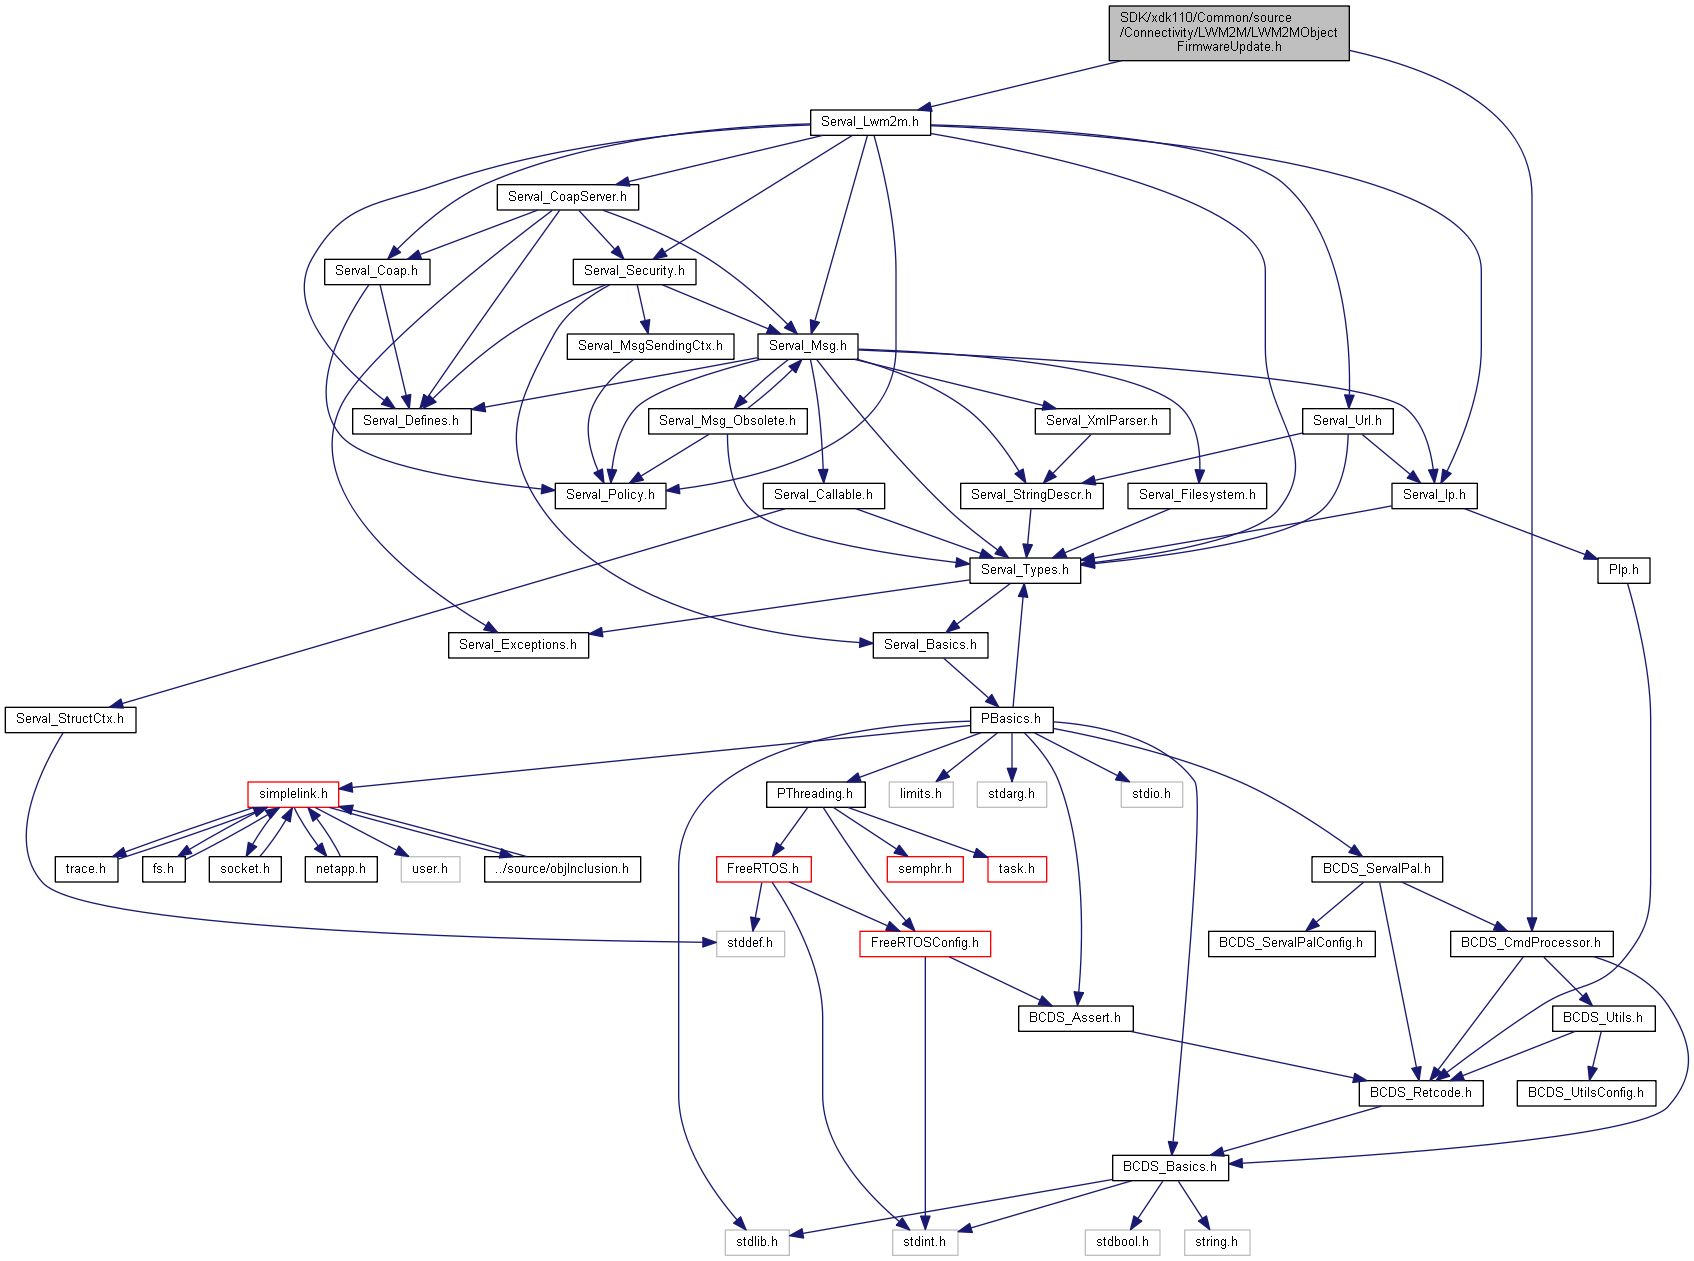 SDK/xdk110/Common/source
/Connectivity/LWM2M/LWM2MObject
FirmwareUpdate.h
Serval_Lwm2m.h
Serval_CoapServer.h
Serval_Coap.h
Serval_Security.h
Serval_MsgSendingCtx.h
Serval_Msg.h
Serval_Defines.h
Serval_Msg_Obsolete.h
Serval_XmlParser.h
Serval_Url.h
Serval_Policy.h
Serval_Callable.h
Serval_StringDescr.h
Serval_Filesystem.h
Serval_Ip.h
Serval_Types.h
PIp.h
Serval_Exceptions.h
Serval_Basics.h
Serval_StructCtx.h
PBasics.h
simplelink.h
PThreading.h
limits.h
stdarg.h
stdio.h
trace.h
fs.h
socket.h
netapp.h
user.h
../source/objInclusion.h
FreeRTOS.h
semphr.h
task.h
BCDS_ServalPal.h
stddef.h
FreeRTOSConfig.h
BCDS_ServalPalConfig.h
BCDS_CmdProcessor.h
BCDS_Assert.h
BCDS_Utils.h
BCDS_Retcode.h
BCDS_UtilsConfig.h
BCDS_Basics.h
stdlib.h
stdint.h
stdbool.h
string.h